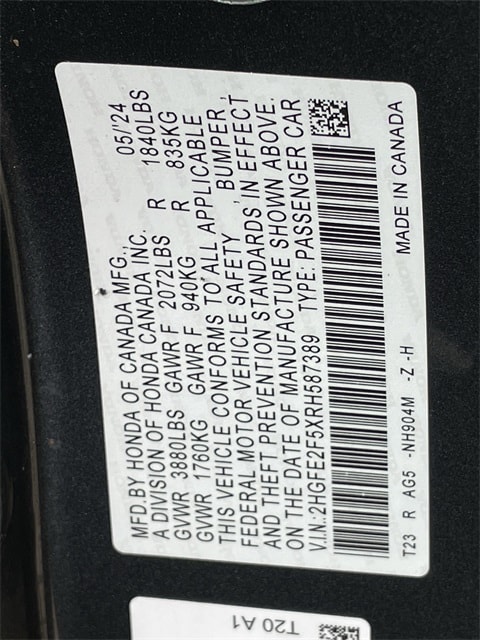 MFD.BY HONDA OF CANADA MFG., 05/'24
A DIVISION OF HONDA CANADA INC.
GVWR 3880LBS GAWR F 2072LBS R 1840LBS
GVWR 1760KG GAWR F 940KG R 835KG
THIS VEHICLE CONFORMS TO ALL APPLICABLE
FEDERAL MOTOR VEHICLE SAFETY, BUMPER,
AND THEFT PREVENTION STANDARDS IN EFFECT
ON THE DATE OF MANUFACTURE SHOWN ABOVE.
V.I.N.:2HGFE2F5XRH587389 TYPE: PASSENGER CAR
T23 R AG5 -NH904M -Z -H MADE IN CANADA
T20 A1